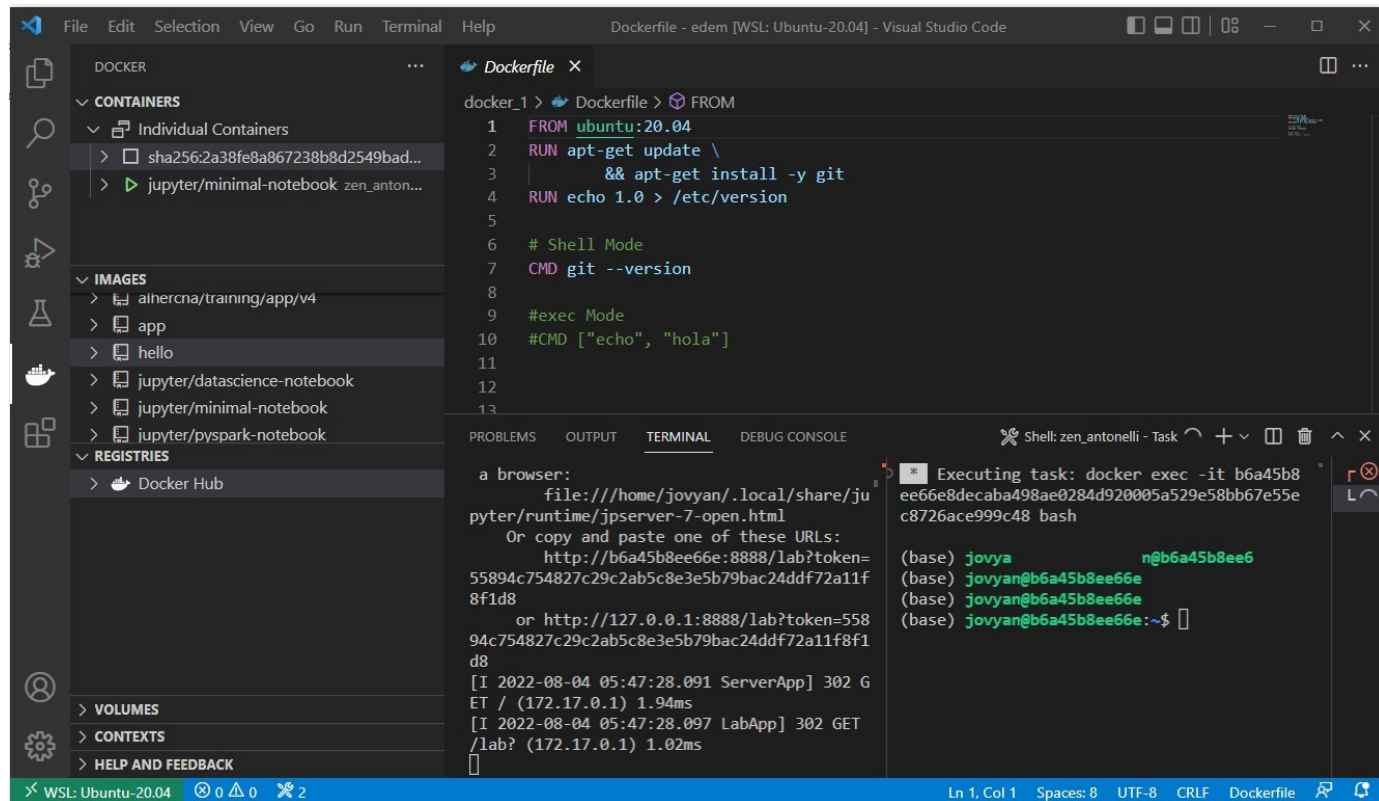 File Edit Selection View Go Run Terminal Help Dockerfile - edem [WSL: Ubuntu-20.04] - Visual Studio Code
DOCKER
CONTAINERS
Individual Containers
sha256:2a38fe8a867238b8d2549bad...
jupyter/minimal-notebook zen_anton...
IMAGES
alhercna/training/app/v4
app
hello
jupyter/datascience-notebook
jupyter/minimal-notebook
jupyter/pyspark-notebook
REGISTRIES
Docker Hub
VOLUMES
CONTEXTS
HELP AND FEEDBACK
Dockerfile
docker_1 > Dockerfile > FROM
1 FROM ubuntu:20.04
2 RUN apt-get update \
3 && apt-get install -y git
4 RUN echo 1.0 > /etc/version
5
6 # Shell Mode
7 CMD git --version
8
9 #exec Mode
10 #CMD ["echo", "hola"]
11
12
13
PROBLEMS OUTPUT TERMINAL DEBUG CONSOLE Shell: zen_antonelli - Task
a browser:
file:///home/jovyan/.local/share/ju
pyter/runtime/jpserver-7-open.html
Or copy and paste one of these URLs:
http://b6a45b8ee66e:8888/lab?token=
55894c754827c29c2ab5c8e3e5b79bac24ddf72a11f
8f1d8
or http://127.0.0.1:8888/lab?token=558
94c754827c29c2ab5c8e3e5b79bac24ddf72a11f8f1
d8
[I 2022-08-04 05:47:28.091 ServerApp] 302 G
ET / (172.17.0.1) 1.94ms
[I 2022-08-04 05:47:28.097 LabApp] 302 GET
/lab? (172.17.0.1) 1.02ms
* Executing task: docker exec -it b6a45b8
ee66e8decaba498ae0284d920005a529e58bb67e55e
c8726ace999c48 bash
(base) jovya n@b6a45b8ee6
(base) jovyan@b6a45b8ee66e
(base) jovyan@b6a45b8ee66e
(base) jovyan@b6a45b8ee66e:~$
WSL: Ubuntu-20.04 0 0 2 Ln 1, Col 1 Spaces: 8 UTF-8 CRLF Dockerfile